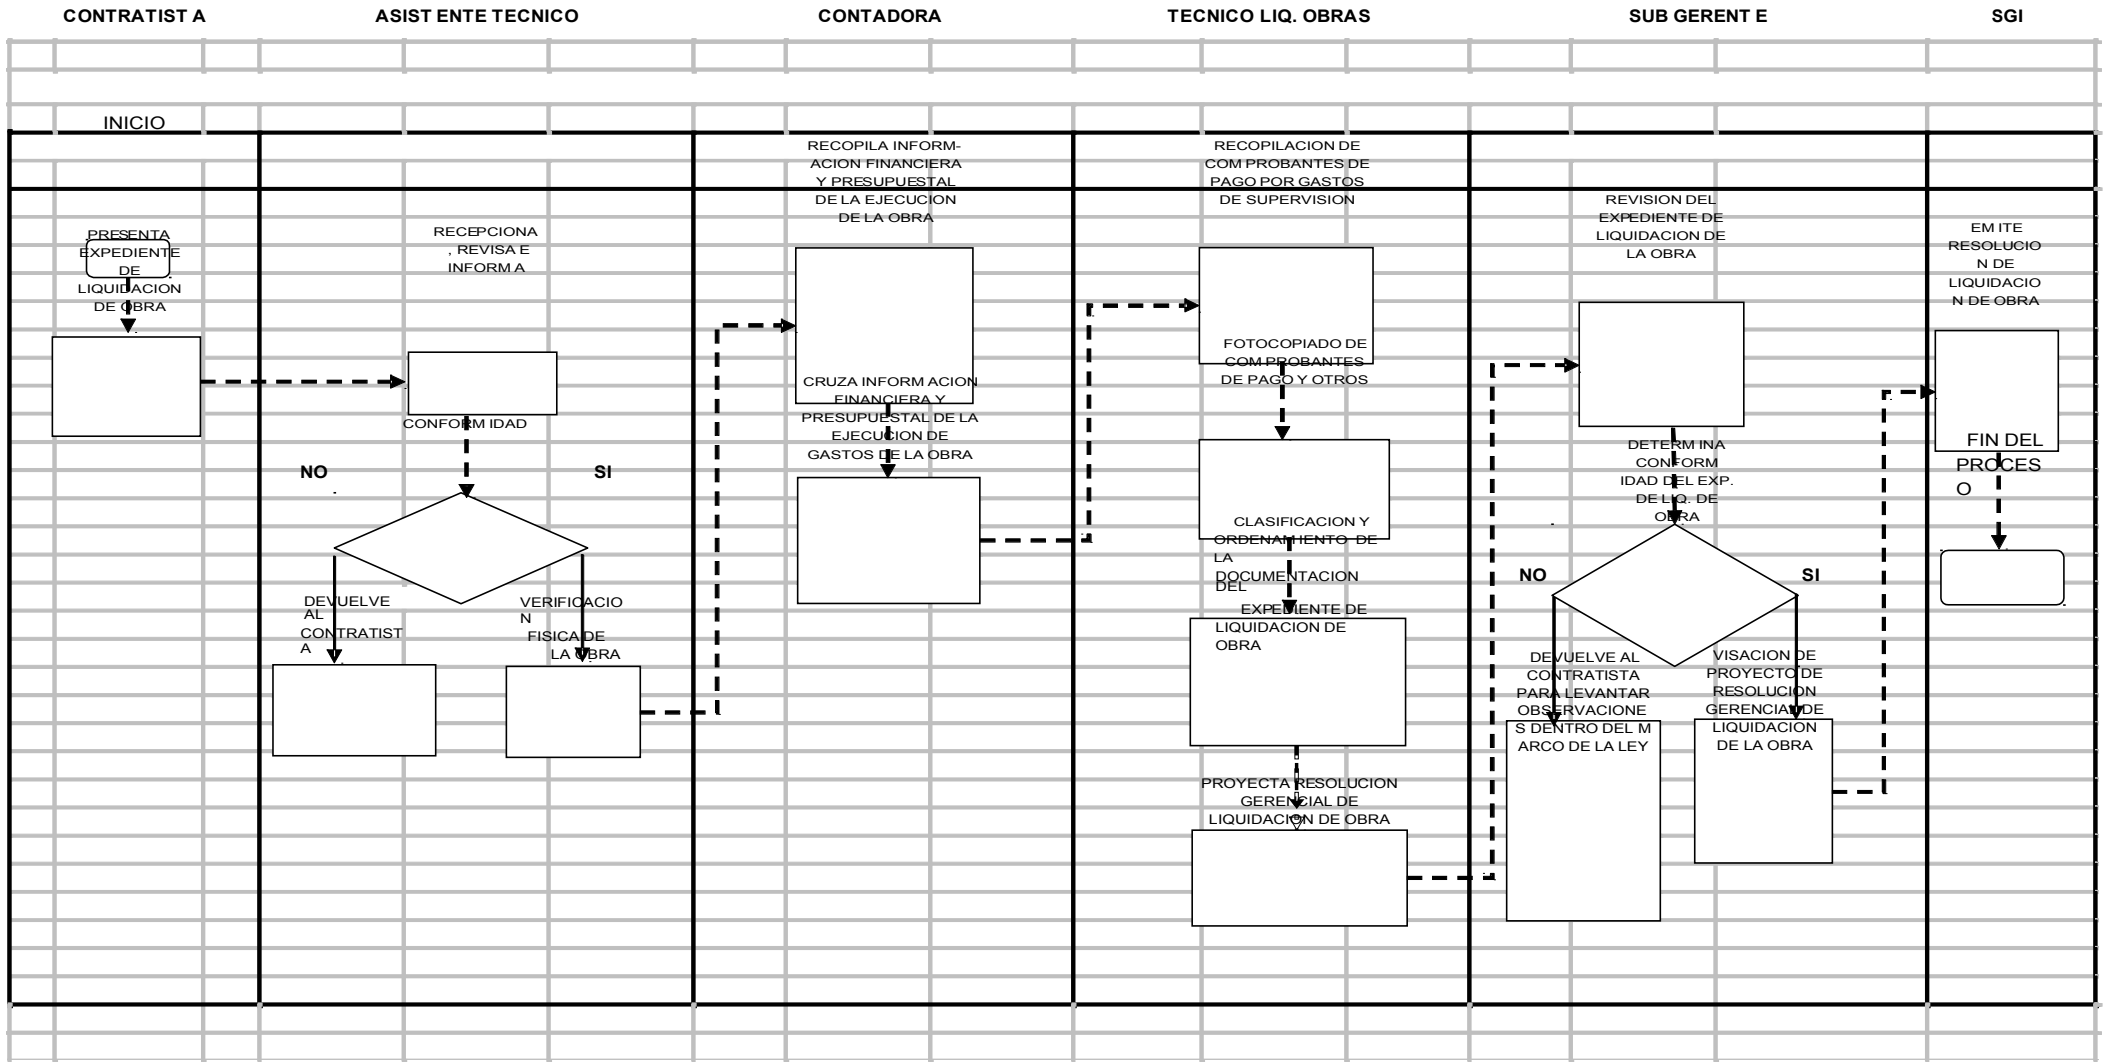 CONTRATIST A
ASIST ENTE TECNICO
CONTADORA
TECNICO LIQ. OBRAS
SUB GERENT E
SGI
INICIO
PRESENTA
EXPEDIENTE
DE
LIQUIDACION
DE OBRA
RECEPCIONA
, REVISA E
INFORM A
CONFORM IDAD
NO
SI
DEVUELVE
AL
CONTRATIST
A
VERIFICACIO
N
FISICA DE
LA OBRA
RECOPILA INFORM-
ACION FINANCIERA
Y PRESUPUESTAL
DE LA EJECUCION
DE LA OBRA
CRUZA INFORM ACION
FINANCIERA Y
PRESUPUESTAL DE LA
EJECUCION DE
GASTOS DE LA OBRA
RECOPILACION DE
COM PROBANTES DE
PAGO POR GASTOS
DE SUPERVISION
FOTOCOPIADO DE
COM PROBANTES
DE PAGO Y OTROS
CLASIFICACION Y
ORDENAMIENTO DE
LA
DOCUMENTACION
DEL
EXPEDIENTE DE
LIQUIDACION DE
OBRA
PROYECTA RESOLUCION
GERENCIAL DE
LIQUIDACION DE OBRA
REVISION DEL
EXPEDIENTE DE
LIQUIDACION DE
LA OBRA
DETERM INA
CONFORM
IDAD DEL EXP.
DE LIQ. DE
OBRA
NO
SI
DEVUELVE AL
CONTRATISTA
PARA LEVANTAR
OBSERVACIONE
S DENTRO DEL M
ARCO DE LA LEY
VISACION DE
PROYECTO DE
RESOLUCION
GERENCIAL DE
LIQUIDACION
DE LA OBRA
EM ITE
RESOLUCIO
N DE
LIQUIDACIO
N DE OBRA
FIN DEL
PROCES
O